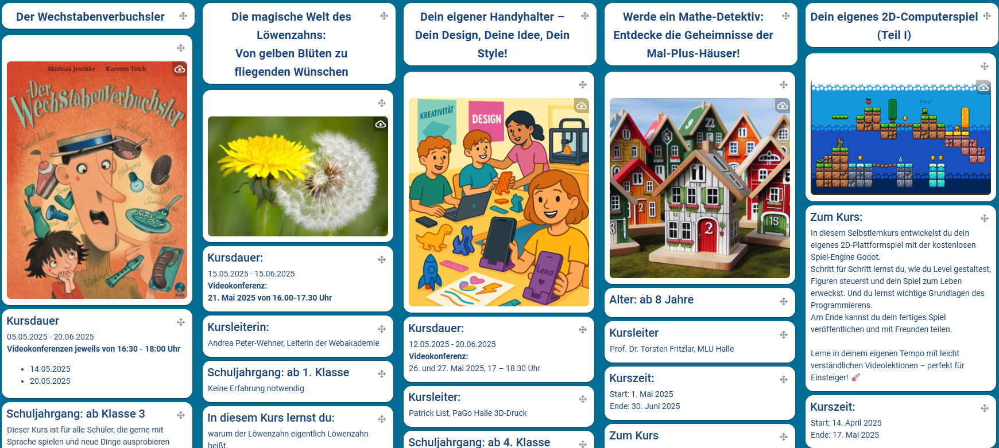 Der Wechstabenverbuchsler
Mathias Jeschke Karsten Teich
Der
Wechstabenverbuchsler
Boje
Kursdauer
05.05.2025 - 20.06.2025
Videokonferenzen jeweils von 16:30 - 18:00 Uhr
• 14.05.2025
• 20.05.2025
Schuljahrgang: ab Klasse 3
Dieser Kurs ist für alle Schüler, die gerne mit
Sprache spielen und neue Dinge ausprobieren
Die magische Welt des
Löwenzahns:
Von gelben Blüten zu
fliegenden Wünschen
Kursdauer:
15.05.2025 - 15.06.2025
Videokonferenz:
21. Mai 2025 von 16.00-17.30 Uhr
Kursleiterin:
Andrea Peter-Wehner, Leiterin der Webakademie
Schuljahrgang: ab 1. Klasse
Keine Erfahrung notwendig
In diesem Kurs lernst du:
warum der Löwenzahn eigentlich Löwenzahn
heißt.
Dein eigener Handyhalter –
Dein Design, Deine Idee, Dein
Style!
KREATIVITÄT
DESIGN
Lena
Kursdauer:
12.05.2025 - 20.06.2025
Videokonferenz:
26. und 27. Mai 2025, 17 – 18.30 Uhr
Kursleiter:
Patrick List, PaGo Halle 3D-Druck
Schuljahrgang: ab 4. Klasse
Werde ein Mathe-Detektiv:
Entdecke die Geheimnisse der
Mal-Plus-Häuser!
9
22
5
11
2
3
15
2
Alter: ab 8 Jahre
Kursleiter
Prof. Dr. Torsten Fritzlar, MLU Halle
Kurszeit:
Start: 1. Mai 2025
Ende: 30. Juni 2025
Zum Kurs
Dein eigenes 2D-Computerspiel
(Teil I)
Hey!
Zum Kurs:
In diesem Selbstlernkurs entwickelst du dein
eigenes 2D-Plattformspiel mit der kostenlosen
Spiel-Engine Godot.
Schritt für Schritt lernst du, wie du Level gestaltest,
Figuren steuerst und dein Spiel zum Leben
erweckst. Und du lernst wichtige Grundlagen des
Programmierens.
Am Ende kannst du dein fertiges Spiel
veröffentlichen und mit Freunden teilen.
Lerne in deinem eigenen Tempo mit leicht
verständlichen Videolektionen – perfekt für
Einsteiger! 🚀
Kurszeit:
Start: 14. April 2025
Ende: 17. Mai 2025